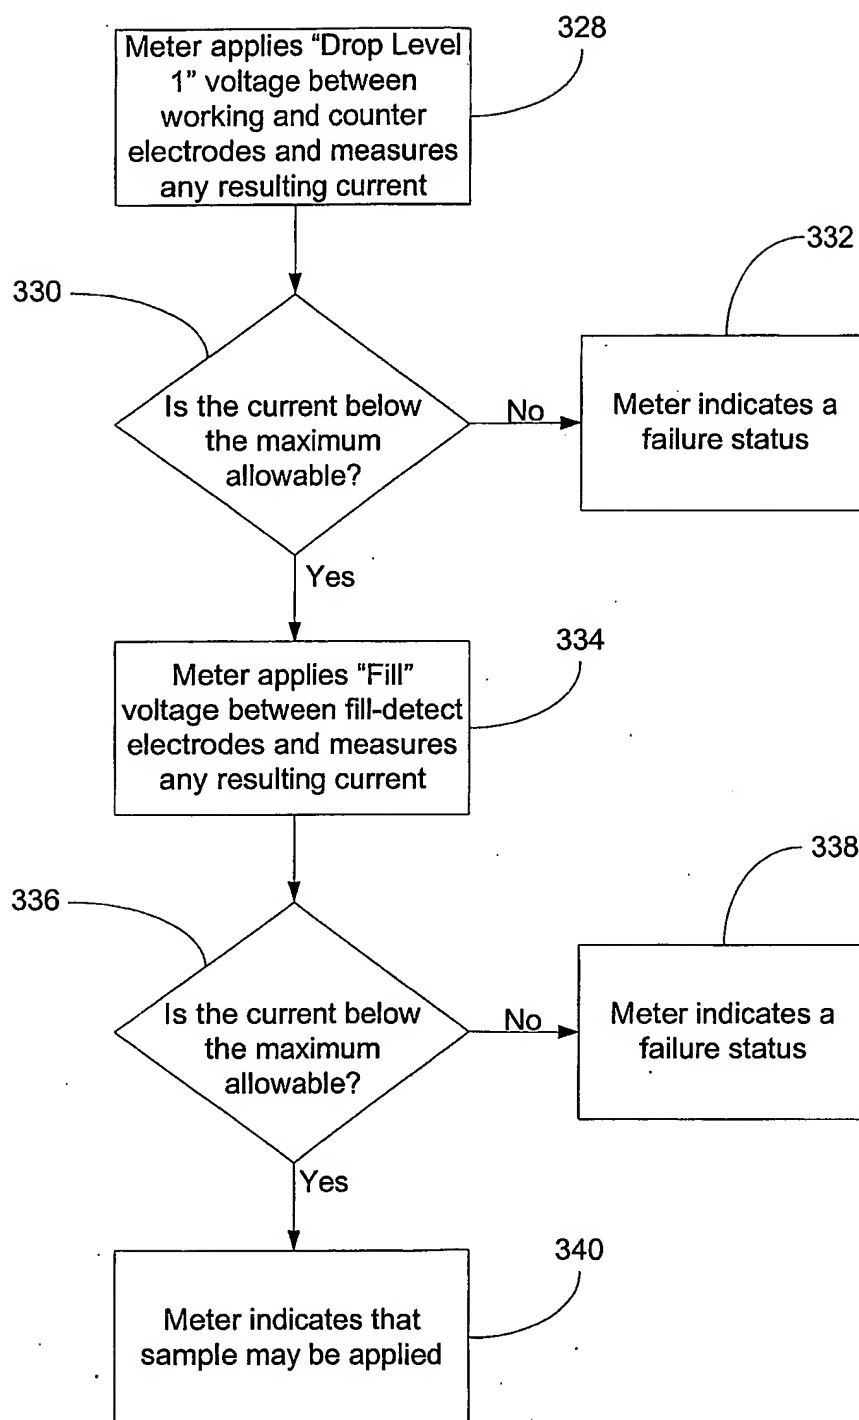 328
Meter applies “Drop Level
1” voltage between
working and counter
electrodes and measures
any resulting current
332
330
Is the current below
the maximum
allowable?
No
Meter indicates a
failure status
Yes
334
Meter applies “Fill”
voltage between fill-detect
electrodes and measures
any resulting current
338
336
Is the current below
the maximum
allowable?
No
Meter indicates a
failure status
Yes
340
Meter indicates that
sample may be applied